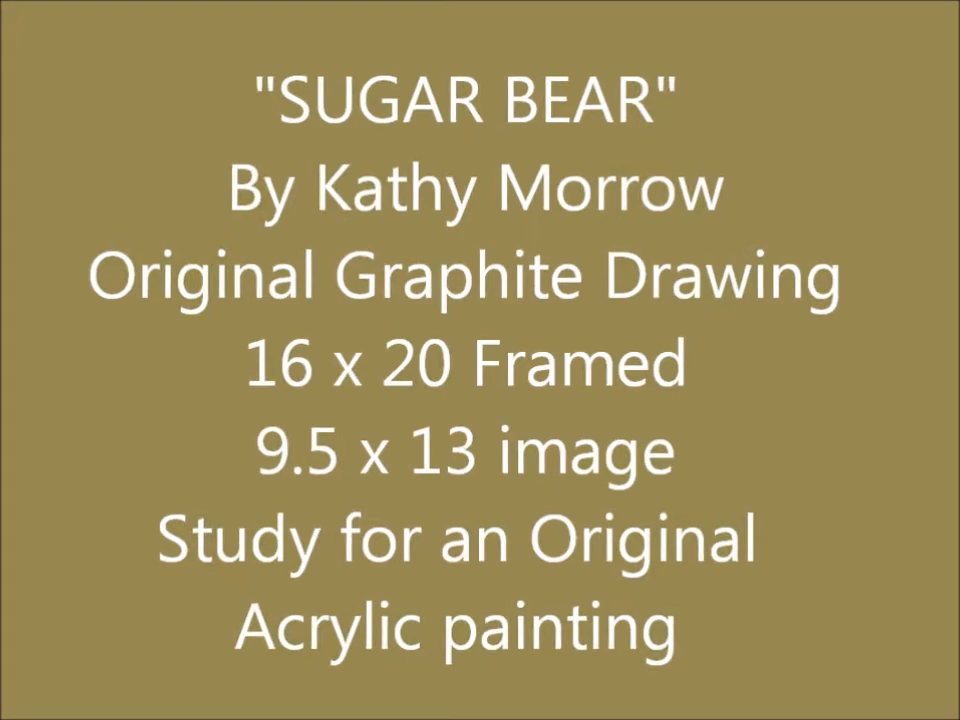 "SUGAR BEAR"
By Kathy Morrow
Original Graphite Drawing
16 x 20 Framed
9.5 x 13 image
Study for an Original
Acrylic painting